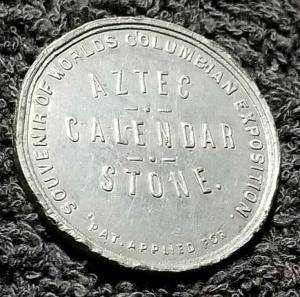 SOUVENIR OF WORLDS COLUMBIAN EXPOSITION
AZTEC
CALENDAR
STONE.
"PAT. APPLIED FOR"